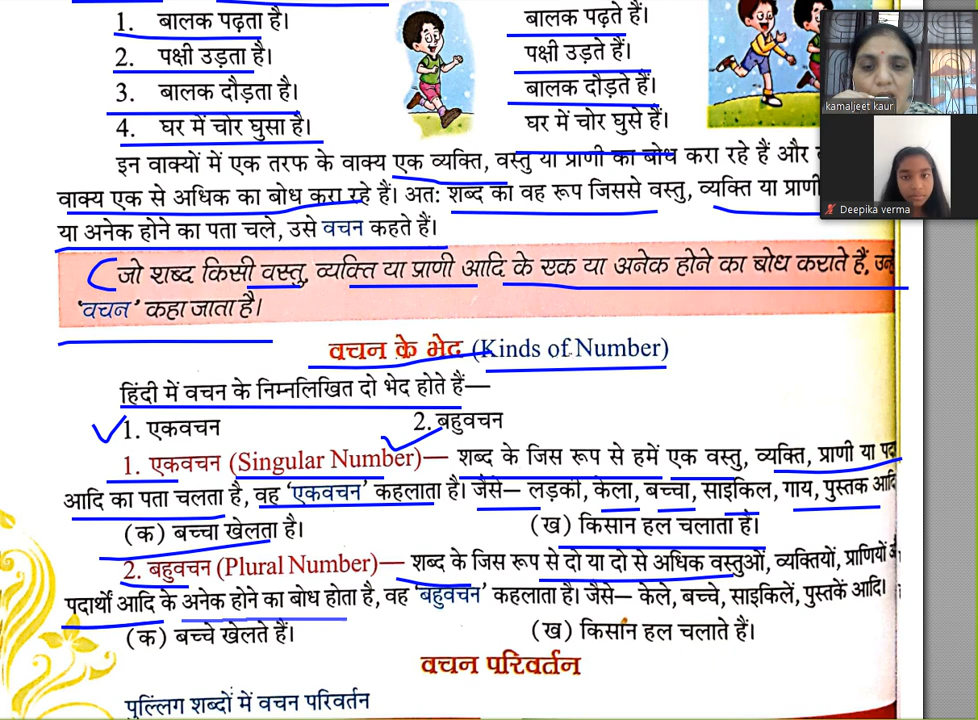 1. बालक पढ़ता है।
बालक पढ़ते हैं।
2. पक्षी उड़ता है।
पक्षी उड़ते हैं।
3. बालक दौड़ता है।
बालक दौड़ते हैं।
4. घर में चोर घुसा है।
घर में चोर घुसे हैं।
इन वाक्यों में एक तरफ के वाक्य एक व्यक्ति, वस्तु या प्राणी का बोध करा रहे हैं और
वाक्य एक से अधिक का बोध करा रहे हैं। अतः शब्द का वह रूप जिससे वस्तु, व्यक्ति या प्राणी
या अनेक होने का पता चले, उसे वचन कहते हैं।
जो शब्द किसी वस्तु, व्यक्ति या प्राणी आदि के एक या अनेक होने का बोध कराते हैं,
'वचन' कहा जाता है।
वचन के भेद (Kinds of Number)
हिंदी में वचन के निम्नलिखित दो भेद होते हैं—
1. एकवचन 2. बहुवचन
1. एकवचन (Singular Number)— शब्द के जिस रूप से हमें एक वस्तु, व्यक्ति, प्राणी या
आदि का पता चलता है, वह 'एकवचन' कहलाता है। जैसे— लड़की, केला, बच्चा, साइकिल, गाय, पुस्तक आदि
(क) बच्चा खेलता है। (ख) किसान हल चलाता है।
2. बहुवचन (Plural Number)— शब्द के जिस रूप से दो या दो से अधिक वस्तुओं, व्यक्तियों, प्राणियों
पदार्थों आदि के अनेक होने का बोध होता है, वह 'बहुवचन' कहलाता है। जैसे— केले, बच्चे, साइकिलें, पुस्तकें आदि।
(क) बच्चे खेलते हैं। (ख) किसान हल चलाते हैं।
वचन परिवर्तन
पुल्लिंग शब्दों में वचन परिवर्तन
kamaljeet kaur
Deepika verma